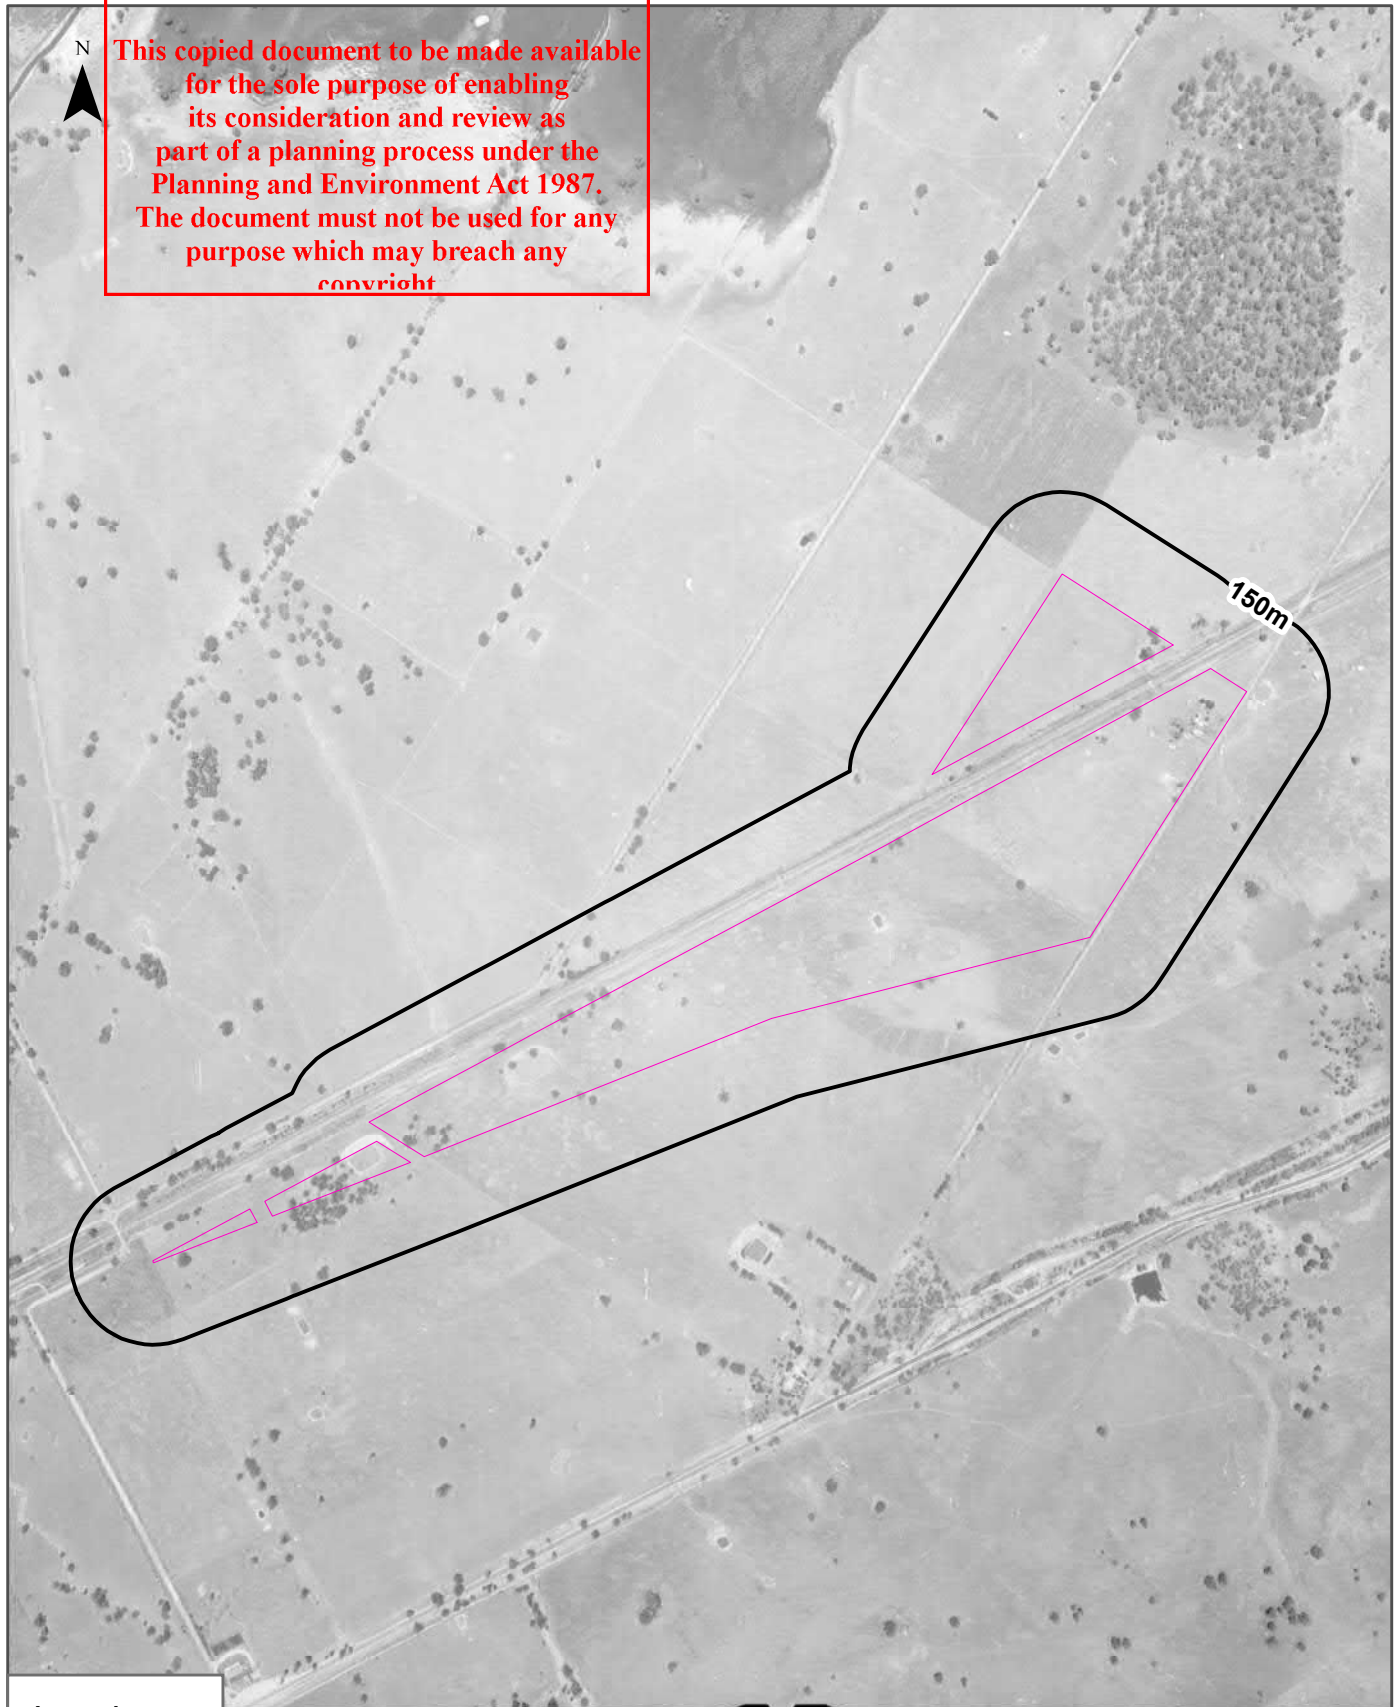 N
This copied document to be made available
for the sole purpose of enabling
its consideration and review as
part of a planning process under the
Planning and Environment Act 1987.
The document must not be used for any
purpose which may breach any
copyright
150m